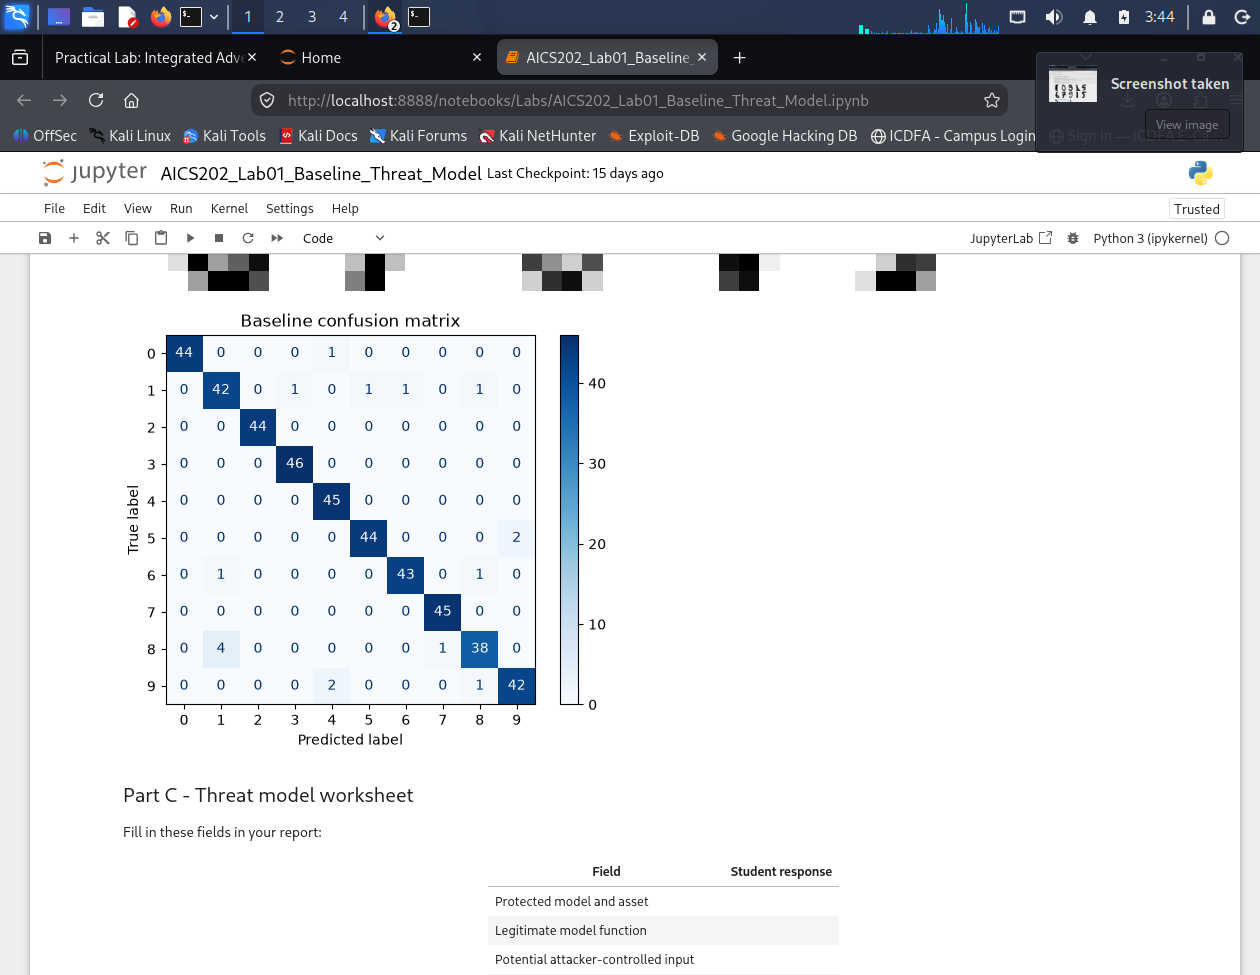 1 2 3 4 2 3:44
Practical Lab: Integrated Adve
Home
AICS202_Lab01_Baseline_
Screenshot taken
View image
http://localhost:8888/notebooks/Labs/AICS202_Lab01_Baseline_Threat_Model.ipynb
OffSec Kali Linux Kali Tools Kali Docs Kali Forums Kali NetHunter Exploit-DB Google Hacking DB ICDFA - Campus Login
jupyter AICS202_Lab01_Baseline_Threat_Model Last Checkpoint: 15 days ago
File Edit View Run Kernel Settings Help Trusted
Code JupyterLab Python 3 (ipykernel)
Baseline confusion matrix
0 44 0 0 0 1 0 0 0 0 0
1 0 42 0 1 0 1 1 0 1 0 40
2 0 0 44 0 0 0 0 0 0 0
3 0 0 0 46 0 0 0 0 0 0 30
4 0 0 0 0 45 0 0 0 0 0
5 0 0 0 0 0 44 0 0 0 2 20
6 0 1 0 0 0 0 43 0 1 0
7 0 0 0 0 0 0 0 45 0 0 10
8 0 4 0 0 0 0 0 1 38 0
9 0 0 0 0 2 0 0 0 1 42 0
True label
0 1 2 3 4 5 6 7 8 9
Predicted label
Part C - Threat model worksheet
Fill in these fields in your report:
Field Student response
Protected model and asset
Legitimate model function
Potential attacker-controlled input